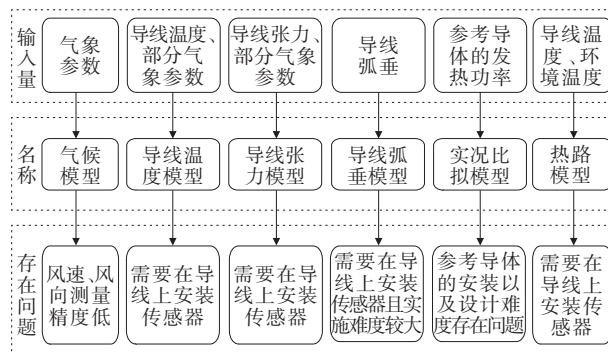 输入量
气象
参数
导线温度、
部分气
象参数
导线张力、
部分气象
参数
导线
弧垂
参考导
体的发
热功率
导线温
度、环
境温度
名称
气候
模型
导线温
度模型
导线张
力模型
导线弧
垂模型
实况比
拟模型
热路
模型
存在问题
风速、风
向测量
精度低
需要在导
线上安装
传感器
需要在导
线上安装
传感器
需要在导
线上安装
传感器且实
施难度较大
参考导体
的安装以
及设计难
度存在问题
需要在
导线上
安装传
感器